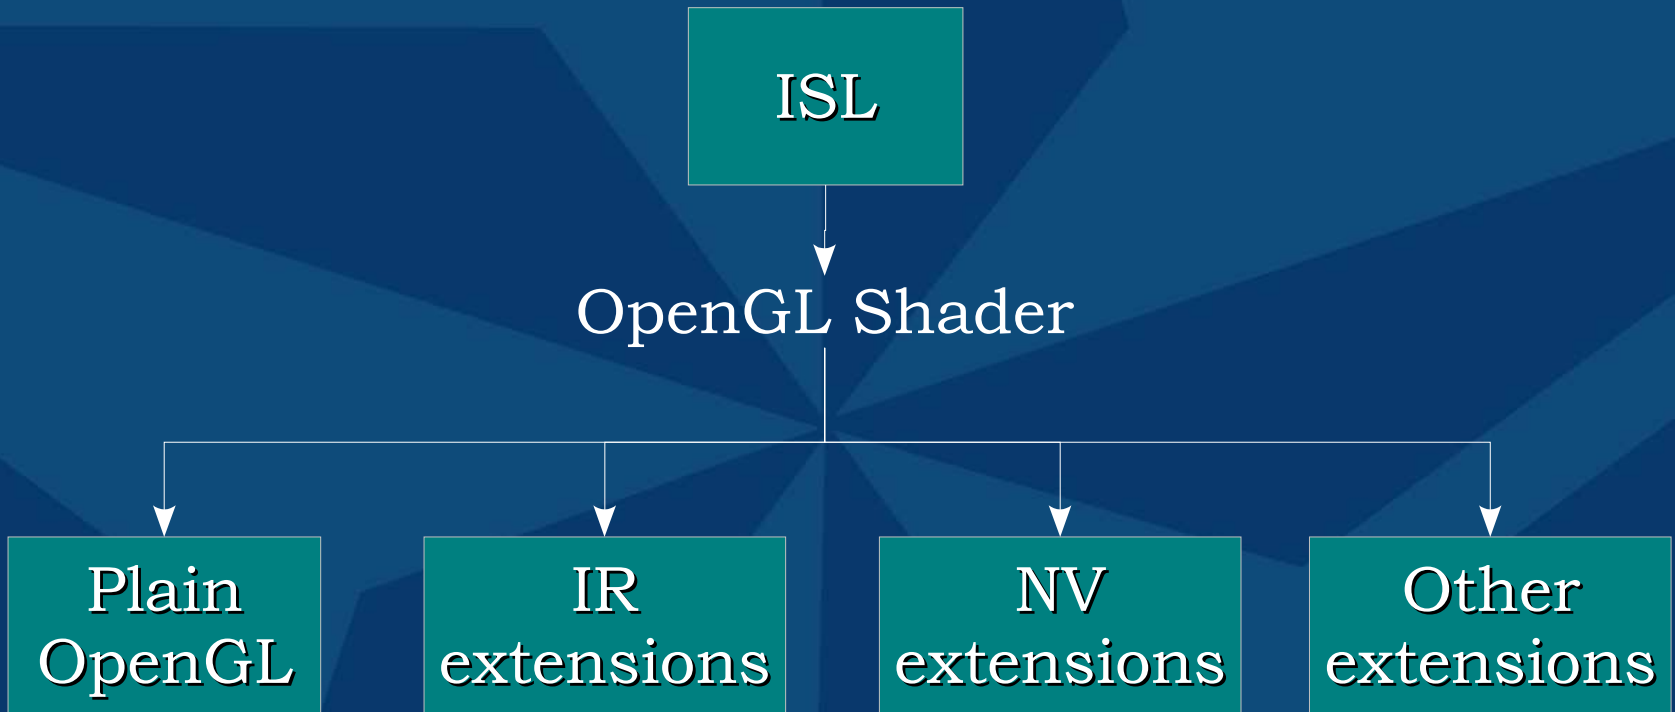 ISL
OpenGL Shader
Plain
OpenGL
IR
extensions
NV
extensions
Other
extensions